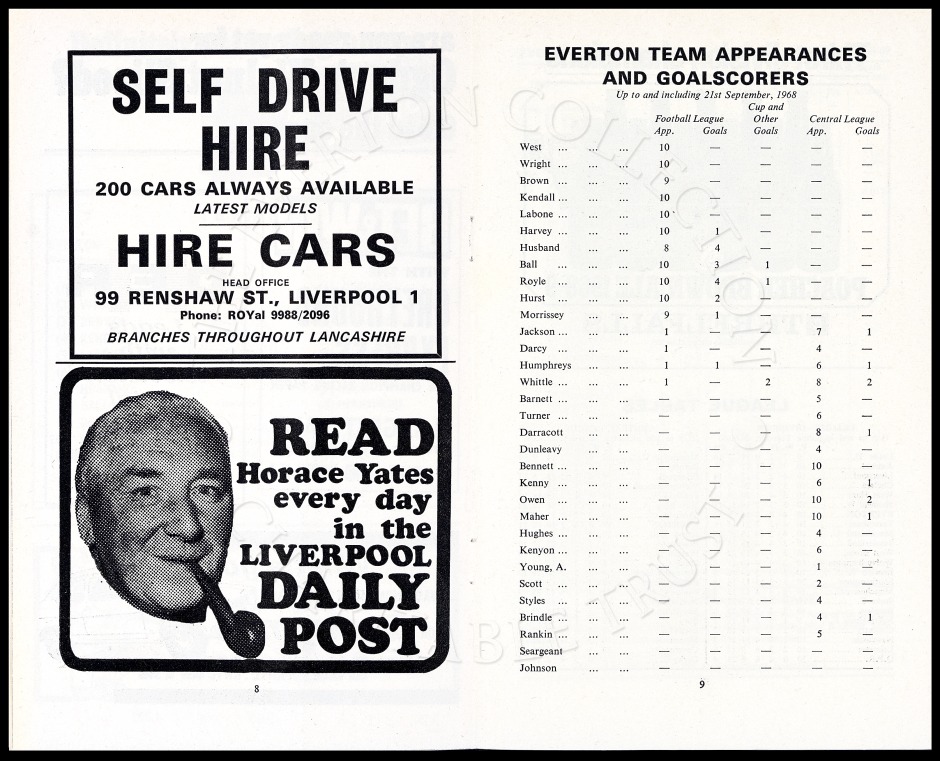 SELF DRIVE
HIRE
200 CARS ALWAYS AVAILABLE
LATEST MODELS
HIRE CARS
HEAD OFFICE
99 RENSHAW ST., LIVERPOOL 1
Phone: ROYal 9988/2096
BRANCHES THROUGHOUT LANCASHIRE
READ
Horace Yates
every day
in the
LIVERPOOL
DAILY
POST
8
EVERTON TEAM APPEARANCES
AND GOALSCORERS
Up to and including 21st September, 1968
Football League Cup and Other Central League
App. Goals Goals App. Goals
West ... ... ... 10 — — — —
Wright ... ... ... 10 — — — —
Brown ... ... ... 9 — — — —
Kendall ... ... ... 10 — — — —
Labone ... ... ... 10 — — — —
Harvey ... ... ... 10 1 — — —
Husband ... ... 8 4 — — —
Ball ... ... ... 10 3 1 — —
Royle ... ... ... 10 4 1 — —
Hurst ... ... ... 10 2 — — —
Morrissey ... ... 9 1 — — —
Jackson ... ... ... 1 — — 7 1
Darcy ... ... ... 1 — — 4 —
Humphreys ... ... 1 1 — 6 1
Whittle ... ... ... 1 — 2 8 2
Barnett ... ... ... — — — 5 —
Turner ... ... ... — — — 6 —
Darracott ... ... — — — 8 1
Dunleavy ... ... — — — 4 —
Bennett ... ... ... — — — 10 —
Kenny ... ... ... — — — 6 1
Owen ... ... ... — — — 10 2
Maher ... ... ... — — — 10 1
Hughes ... ... ... — — — 4 —
Kenyon ... ... ... — — — 6 —
Young, A. ... ... — — — 1 —
Scott ... ... ... — — — 2 —
Styles ... ... ... — — — 4 —
Brindle ... ... ... — — — 4 1
Rankin ... ... ... — — — 5 —
Seargeant ... ... — — — — —
Johnson ... ... — — — — —
9